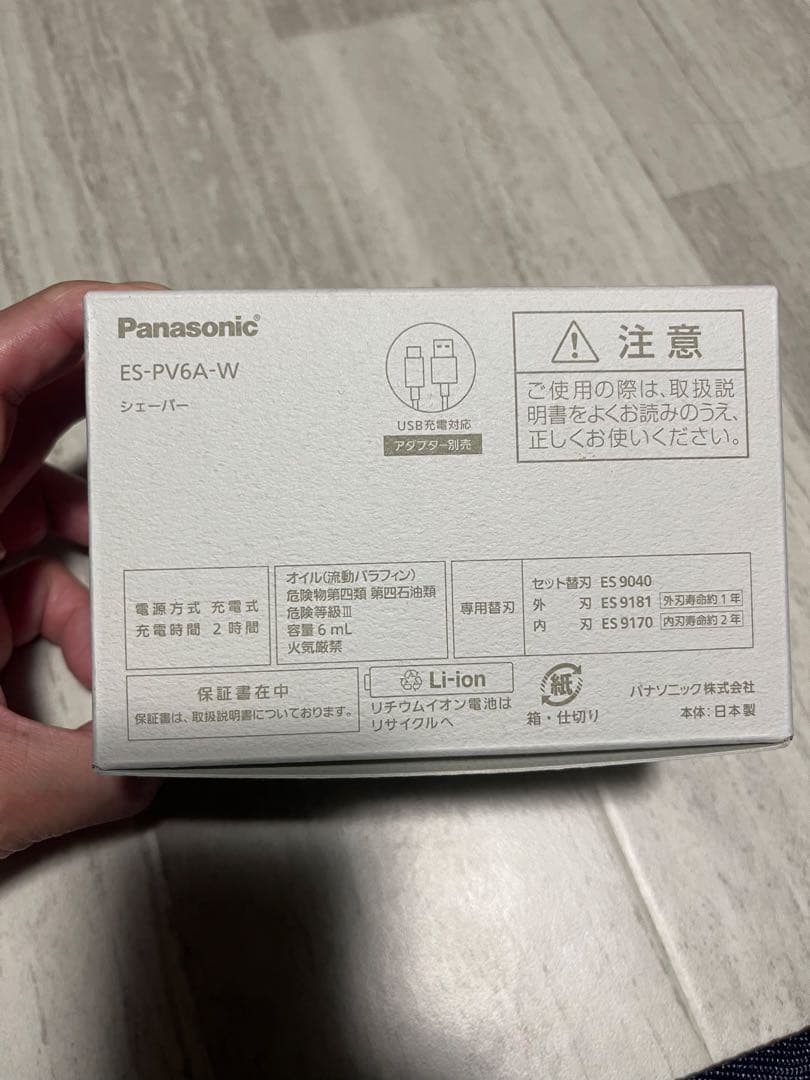 Panasonic®
ES-PV6A-W
シェーバー
USB充電対応
アダプター別売
注意
ご使用の際は、取扱説
明書をよくお読みのうえ、
正しくお使いください。
電源方式 充電式
充電時間 2時間
オイル(流動パラフィン)
危険物第四類 第四石油類
危険等級Ⅲ
容量6 mL
火気厳禁
専用替刃
セット替刃 ES9040
外 刃 ES9181 外刃寿命約1年
内 刃 ES9170 内刃寿命約2年
保証書在中
保証書は、取扱説明書についております。
Li-ion
リチウムイオン電池は
リサイクルへ
紙
箱・仕切り
パナソニック株式会社
本体:日本製